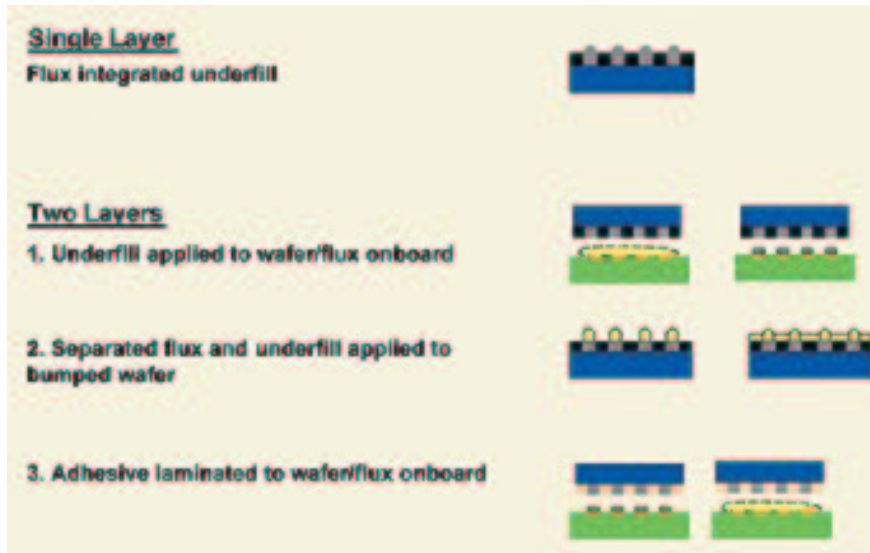 Single Layer
Flux integrated underfill
Two Layers
1. Underfill applied to wafer/flux onboard
2. Separated flux and underfill applied to
bumped wafer
3. Adhesive laminated to wafer/flux onboard